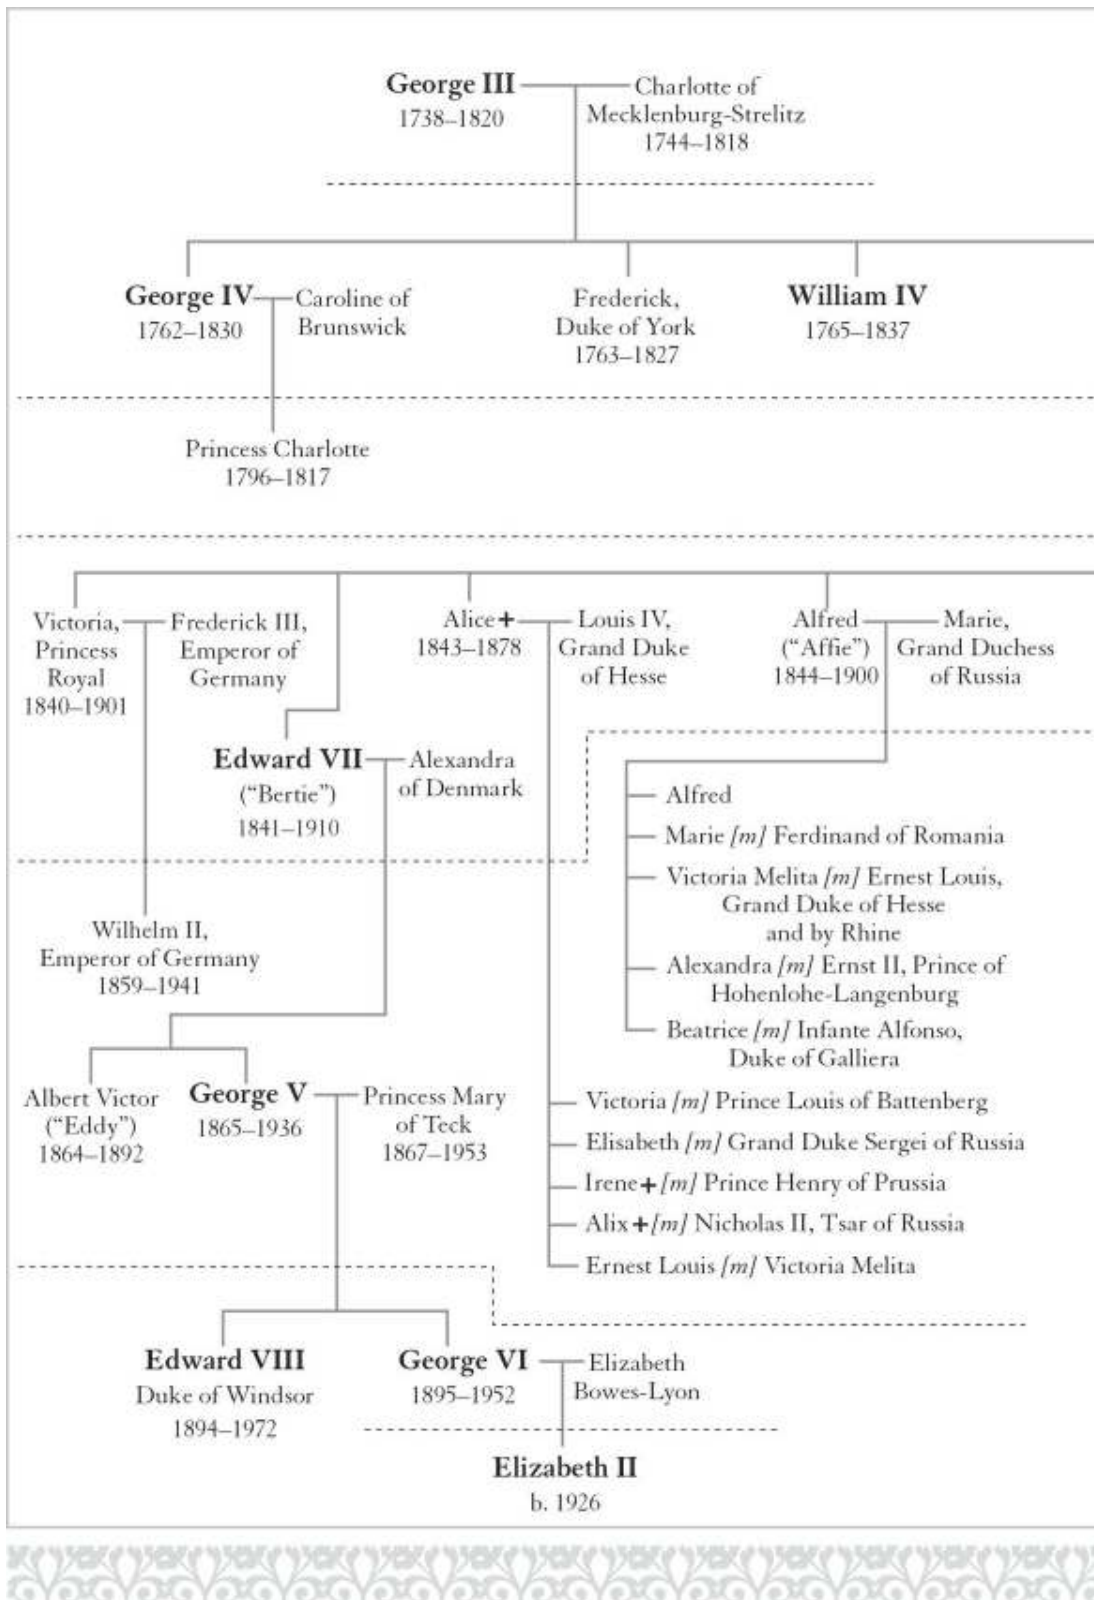 George III
1738–1820
Charlotte of
Mecklenburg-Strelitz
1744–1818
George IV
1762–1830
Caroline of
Brunswick
Frederick,
Duke of York
1763–1827
William IV
1765–1837
Princess Charlotte
1796–1817
Victoria,
Princess
Royal
1840–1901
Frederick III,
Emperor of
Germany
Alice +
1843–1878
Louis IV,
Grand Duke
of Hesse
Alfred
(“Affie”)
1844–1900
Marie,
Grand Duchess
of Russia
Edward VII
(“Bertie”)
1841–1910
Alexandra
of Denmark
Alfred
Marie [m] Ferdinand of Romania
Victoria Melita [m] Ernest Louis,
Grand Duke of Hesse
and by Rhine
Alexandra [m] Ernst II, Prince of
Hohenlohe-Langenburg
Beatrice [m] Infante Alfonso,
Duke of Galliera
Wilhelm II,
Emperor of Germany
1859–1941
Albert Victor
(“Eddy”)
1864–1892
George V
1865–1936
Princess Mary
of Teck
1867–1953
Victoria [m] Prince Louis of Battenberg
Elisabeth [m] Grand Duke Sergei of Russia
Irene + [m] Prince Henry of Prussia
Alix + [m] Nicholas II, Tsar of Russia
Ernest Louis [m] Victoria Melita
Edward VIII
Duke of Windsor
1894–1972
George VI
1895–1952
Elizabeth
Bowes-Lyon
Elizabeth II
b. 1926